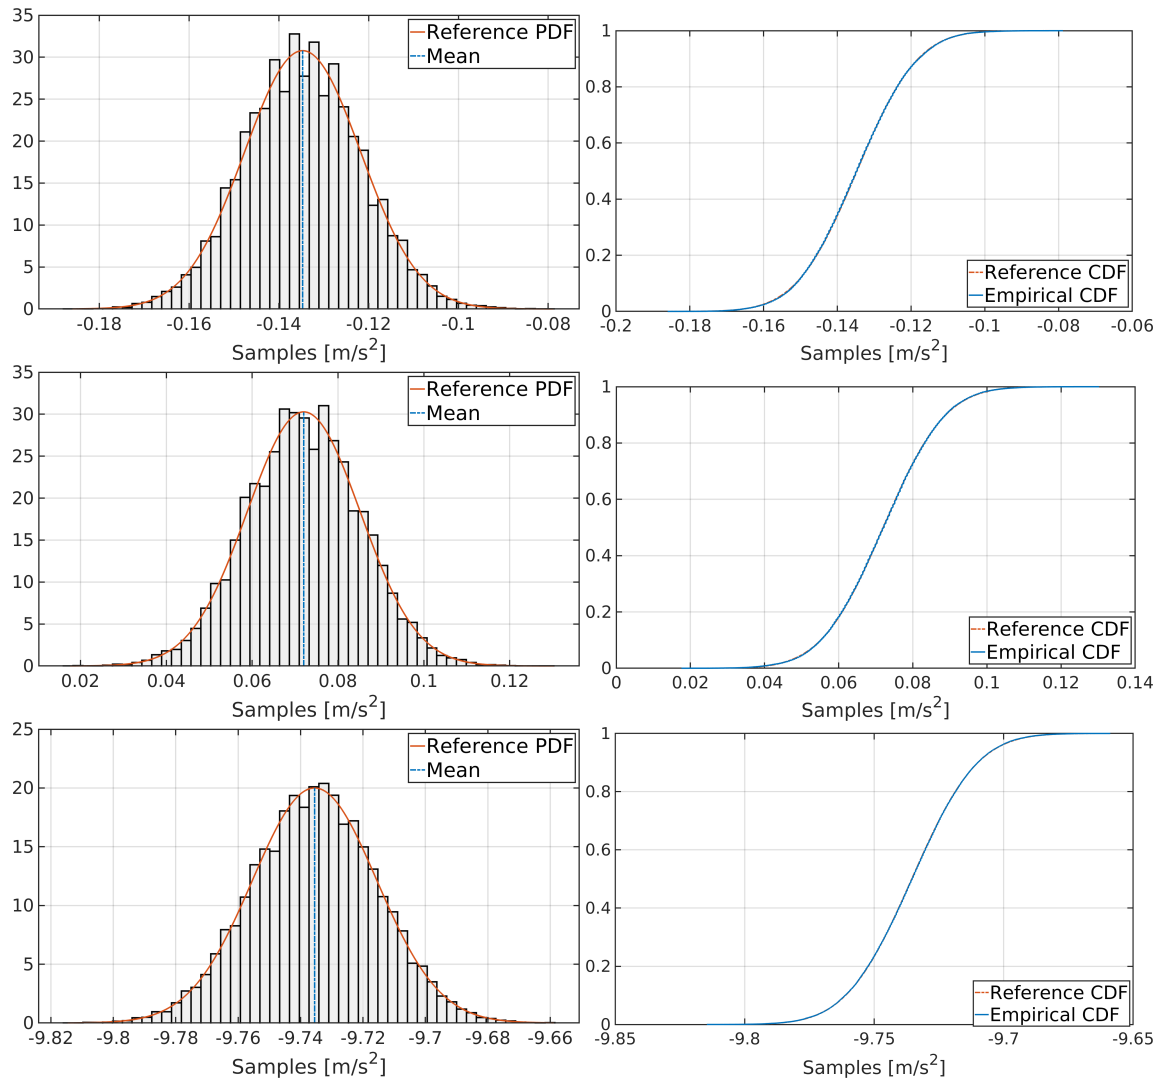 35
30
25
20
15
10
5
0
-0.18 -0.16 -0.14 -0.12 -0.1 -0.08
Samples [m/s²]
Reference PDF
Mean
1
0.8
0.6
0.4
0.2
0
-0.2 -0.18 -0.16 -0.14 -0.12 -0.1 -0.08 -0.06
Samples [m/s²]
Reference CDF
Empirical CDF
35
30
25
20
15
10
5
0
0.02 0.04 0.06 0.08 0.1 0.12
Samples [m/s²]
Reference PDF
Mean
1
0.8
0.6
0.4
0.2
0
0 0.02 0.04 0.06 0.08 0.1 0.12 0.14
Samples [m/s²]
Reference CDF
Empirical CDF
25
20
15
10
5
0
-9.82 -9.8 -9.78 -9.76 -9.74 -9.72 -9.7 -9.68 -9.66
Samples [m/s²]
Reference PDF
Mean
1
0.8
0.6
0.4
0.2
0
-9.85 -9.8 -9.75 -9.7 -9.65
Samples [m/s²]
Reference CDF
Empirical CDF